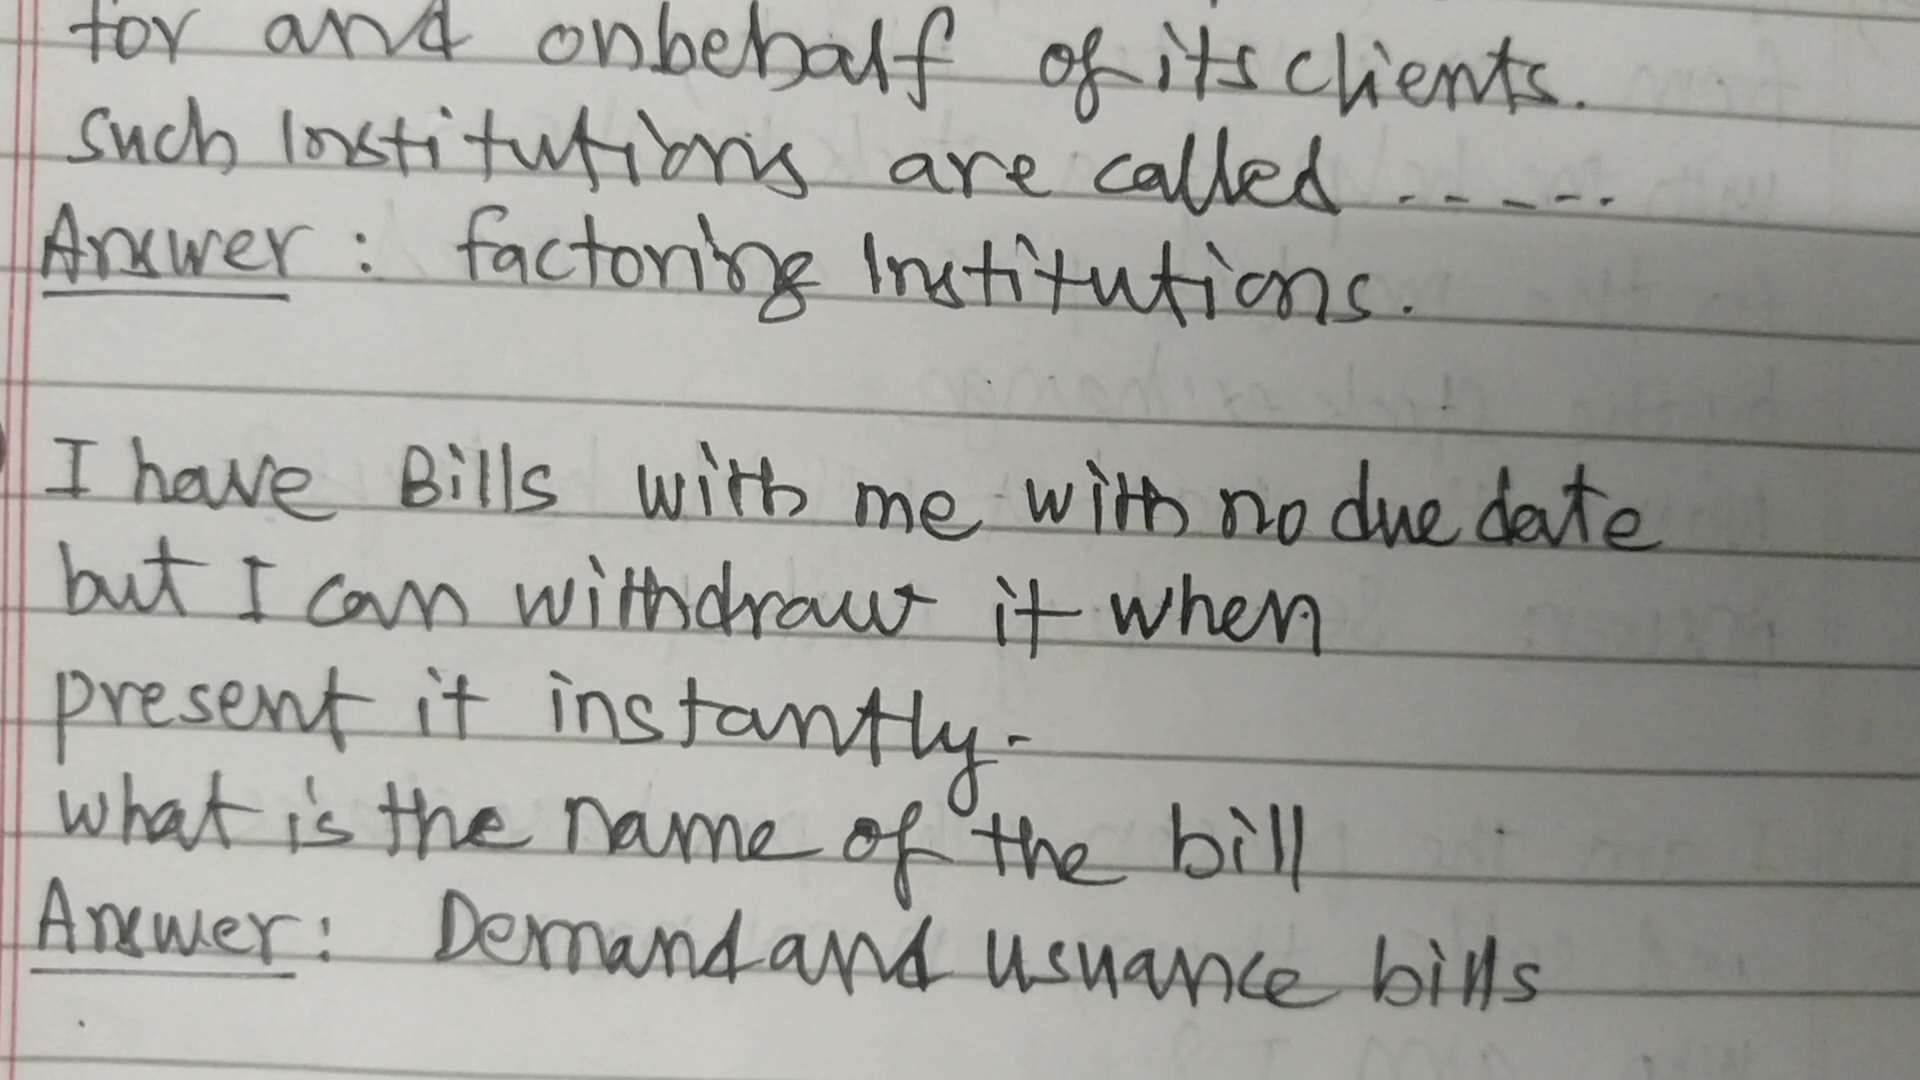 for and onbehalf of its clients.
such Institutions are called ......
Answer: factoring Institutions.
I have Bills with me with no due date
but I can withdraw it when
present it instantly.
what is the name of the bill
Answer: Demand and usuance bills